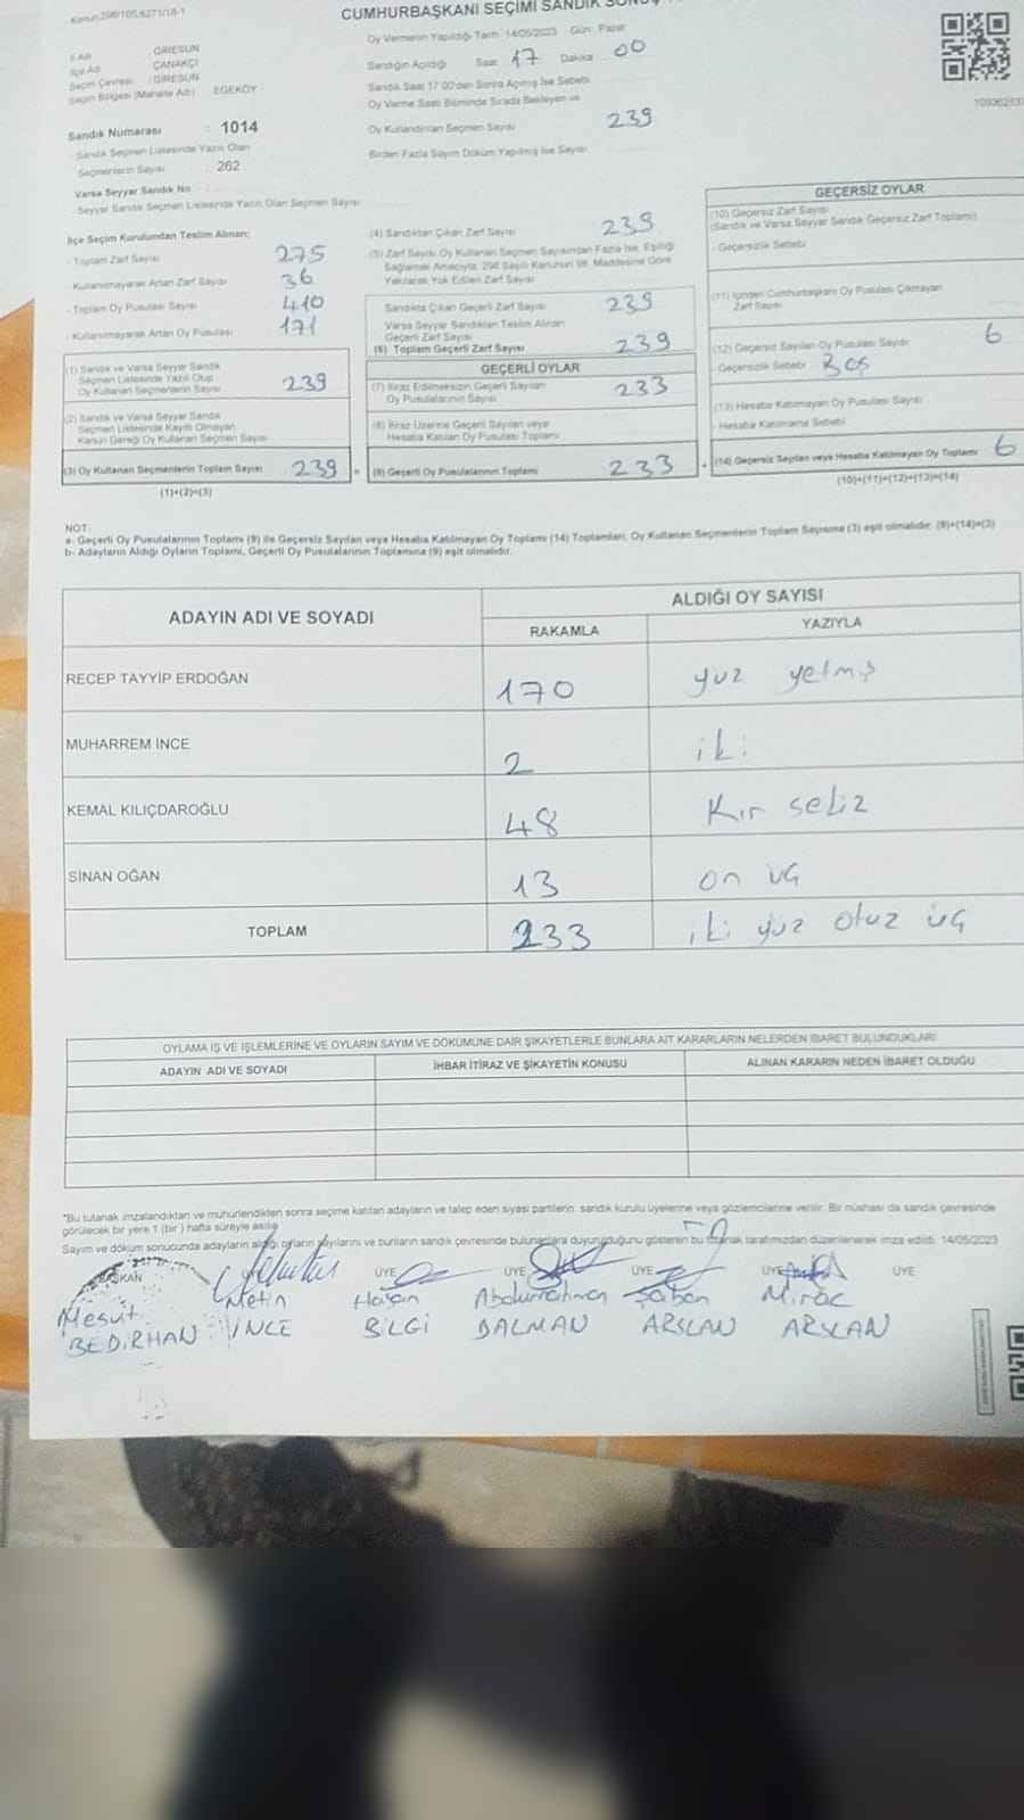 Kanun:298/105,6271/18-1
CUMHURBAŞKANI SEÇİMİ SANDIK
Oy Vermenin Yapıldığı Tarih: 14/05/2023 Gün: Pazar
İl Adı : GİRESUN
İlçe Adı : ÇANAKÇI
Seçim Çevresi : GİRESUN
Seçim Bölgesi (Mahalle Adı) : EGEKÖY
Sandığın Açıldığı Saat 17 Dakika 00
Sandık Saat 17:00'den Sonra Açılmış İse Sebebi
Oy Verme Saati Bitiminde Sırada Bekleyen ve
Sandık Numarası : 1014
Oy Kullandırılan Seçmen Sayısı 239
Sandık Seçmen Listesinde Yazılı Olan
Seçmenlerin Sayısı 262
Birden Fazla Sayım Döküm Yapılmış İse Sayısı
Varsa Seyyar Sandık No
Seyyar Sandık Seçmen Listesinde Yazılı Olan Seçmen Sayısı
İlçe Seçim Kurulundan Teslim Alınan:
- Toplam Zarf Sayısı 275
- Kullanılmayarak Artan Zarf Sayısı 36
- Toplam Oy Pusulası Sayısı 410
- Kullanılmayarak Artan Oy Pusulası 171
(1) Sandık ve Varsa Seyyar Sandık
Seçmen Listesinde Yazılı Olup
Oy Kullanan Seçmenlerin Sayısı 239
(2) Sandık ve Varsa Seyyar Sandık
Seçmen Listesinde Kayıtlı Olmayan
Kanun Gereği Oy Kullanan Seçmen Sayısı
(3) Oy Kullanan Seçmenlerin Toplam Sayısı 239
(1)+(2)=(3)
(4) Sandıktan Çıkan Zarf Sayısı 239
(5) Zarf Sayısı Oy Kullanan Seçmen Sayısından Fazla İse, Eşitliği
Sağlamak Amacıyla, 298 Sayılı Kanunun 98. Maddesine Göre
Yakılarak Yok Edilen Zarf Sayısı
Sandıkta Çıkan Geçerli Zarf Sayısı 239
Varsa Seyyar Sandıktan Teslim Alınan
Geçerli Zarf Sayısı
(6) Toplam Geçerli Zarf Sayısı 239
GEÇERLİ OYLAR
(7) İtiraz Edilmeksizin Geçerli Sayılan
Oy Pusulalarının Sayısı 233
(8) İtiraz Üzerine Geçerli Sayılan veya
Hesaba Katılan Oy Pusulası Toplamı
(9) Geçerli Oy Pusulalarının Toplamı 233
GEÇERSİZ OYLAR
(10) Geçersiz Zarf Sayısı
(Sandık ve Varsa Seyyar Sandık Geçersiz Zarf Toplamı)
- Geçersizlik Sebebi
(11) İçinden Cumhurbaşkanı Oy Pusulası Çıkmayan
Zarf Sayısı
(12) Geçersiz Sayılan Oy Pusulası Sayısı 6
- Geçersizlik Sebebi Boş
(13) Hesaba Katılmayan Oy Pusulası Sayısı
- Hesaba Katılmama Sebebi
(14) Geçersiz Sayılan veya Hesaba Katılmayan Oy Toplamı 6
(10)+(11)+(12)+(13)=(14)
NOT:
a- Geçerli Oy Pusulalarının Toplamı (9) ile Geçersiz Sayılan veya Hesaba Katılmayan Oy Toplamı (14) Toplamları, Oy Kullanan Seçmenlerin Toplam Sayısına (3) eşit olmalıdır. (9)+(14)=(3)
b- Adayların Aldığı Oyların Toplamı, Geçerli Oy Pusulalarının Toplamına (9) eşit olmalıdır.
ADAYIN ADI VE SOYADI ALDIĞI OY SAYISI
RAKAMLA YAZIYLA
RECEP TAYYİP ERDOĞAN 170 yüz yetmiş
MUHARREM İNCE 2 iki
KEMAL KILIÇDAROĞLU 48 Kır sekiz
SİNAN OĞAN 13 on üç
TOPLAM 233 iki yüz otuz üç
OYLAMA İŞ VE İŞLEMLERİNE VE OYLARIN SAYIM VE DÖKÜMÜNE DAİR ŞİKAYETLERLE BUNLARA AİT KARARLARIN NELERDEN İBARET BULUNDUKLARI
ADAYIN ADI VE SOYADI İHBAR İTİRAZ VE ŞİKAYETİN KONUSU ALINAN KARARIN NEDEN İBARET OLDUĞU
*Bu tutanak imzalandıktan ve mühürlendikten sonra seçime katılan adayların ve talep eden siyasi partilerin, sandık kurulu üyelerine veya gözlemcilerine verilir. Bir nüshası da sandık çevresinde
görülecek bir yere 1 (bir) hafta süreyle asılır.
Sayım ve döküm sonucunda adayların aldığı oyların sayılarını ve bunların sandık çevresinde bulunanlara duyurulduğunu gösteren bu tutanak tarafımızdan düzenlenerek imza edildi. 14/05/2023
BAŞKAN ÜYE ÜYE ÜYE ÜYE ÜYE
Mesut Metin Hasan Abdurrahman Şaban Miraç
BEDİRHAN İNCE BİLGİ DALMAN ARSLAN ARSLAN